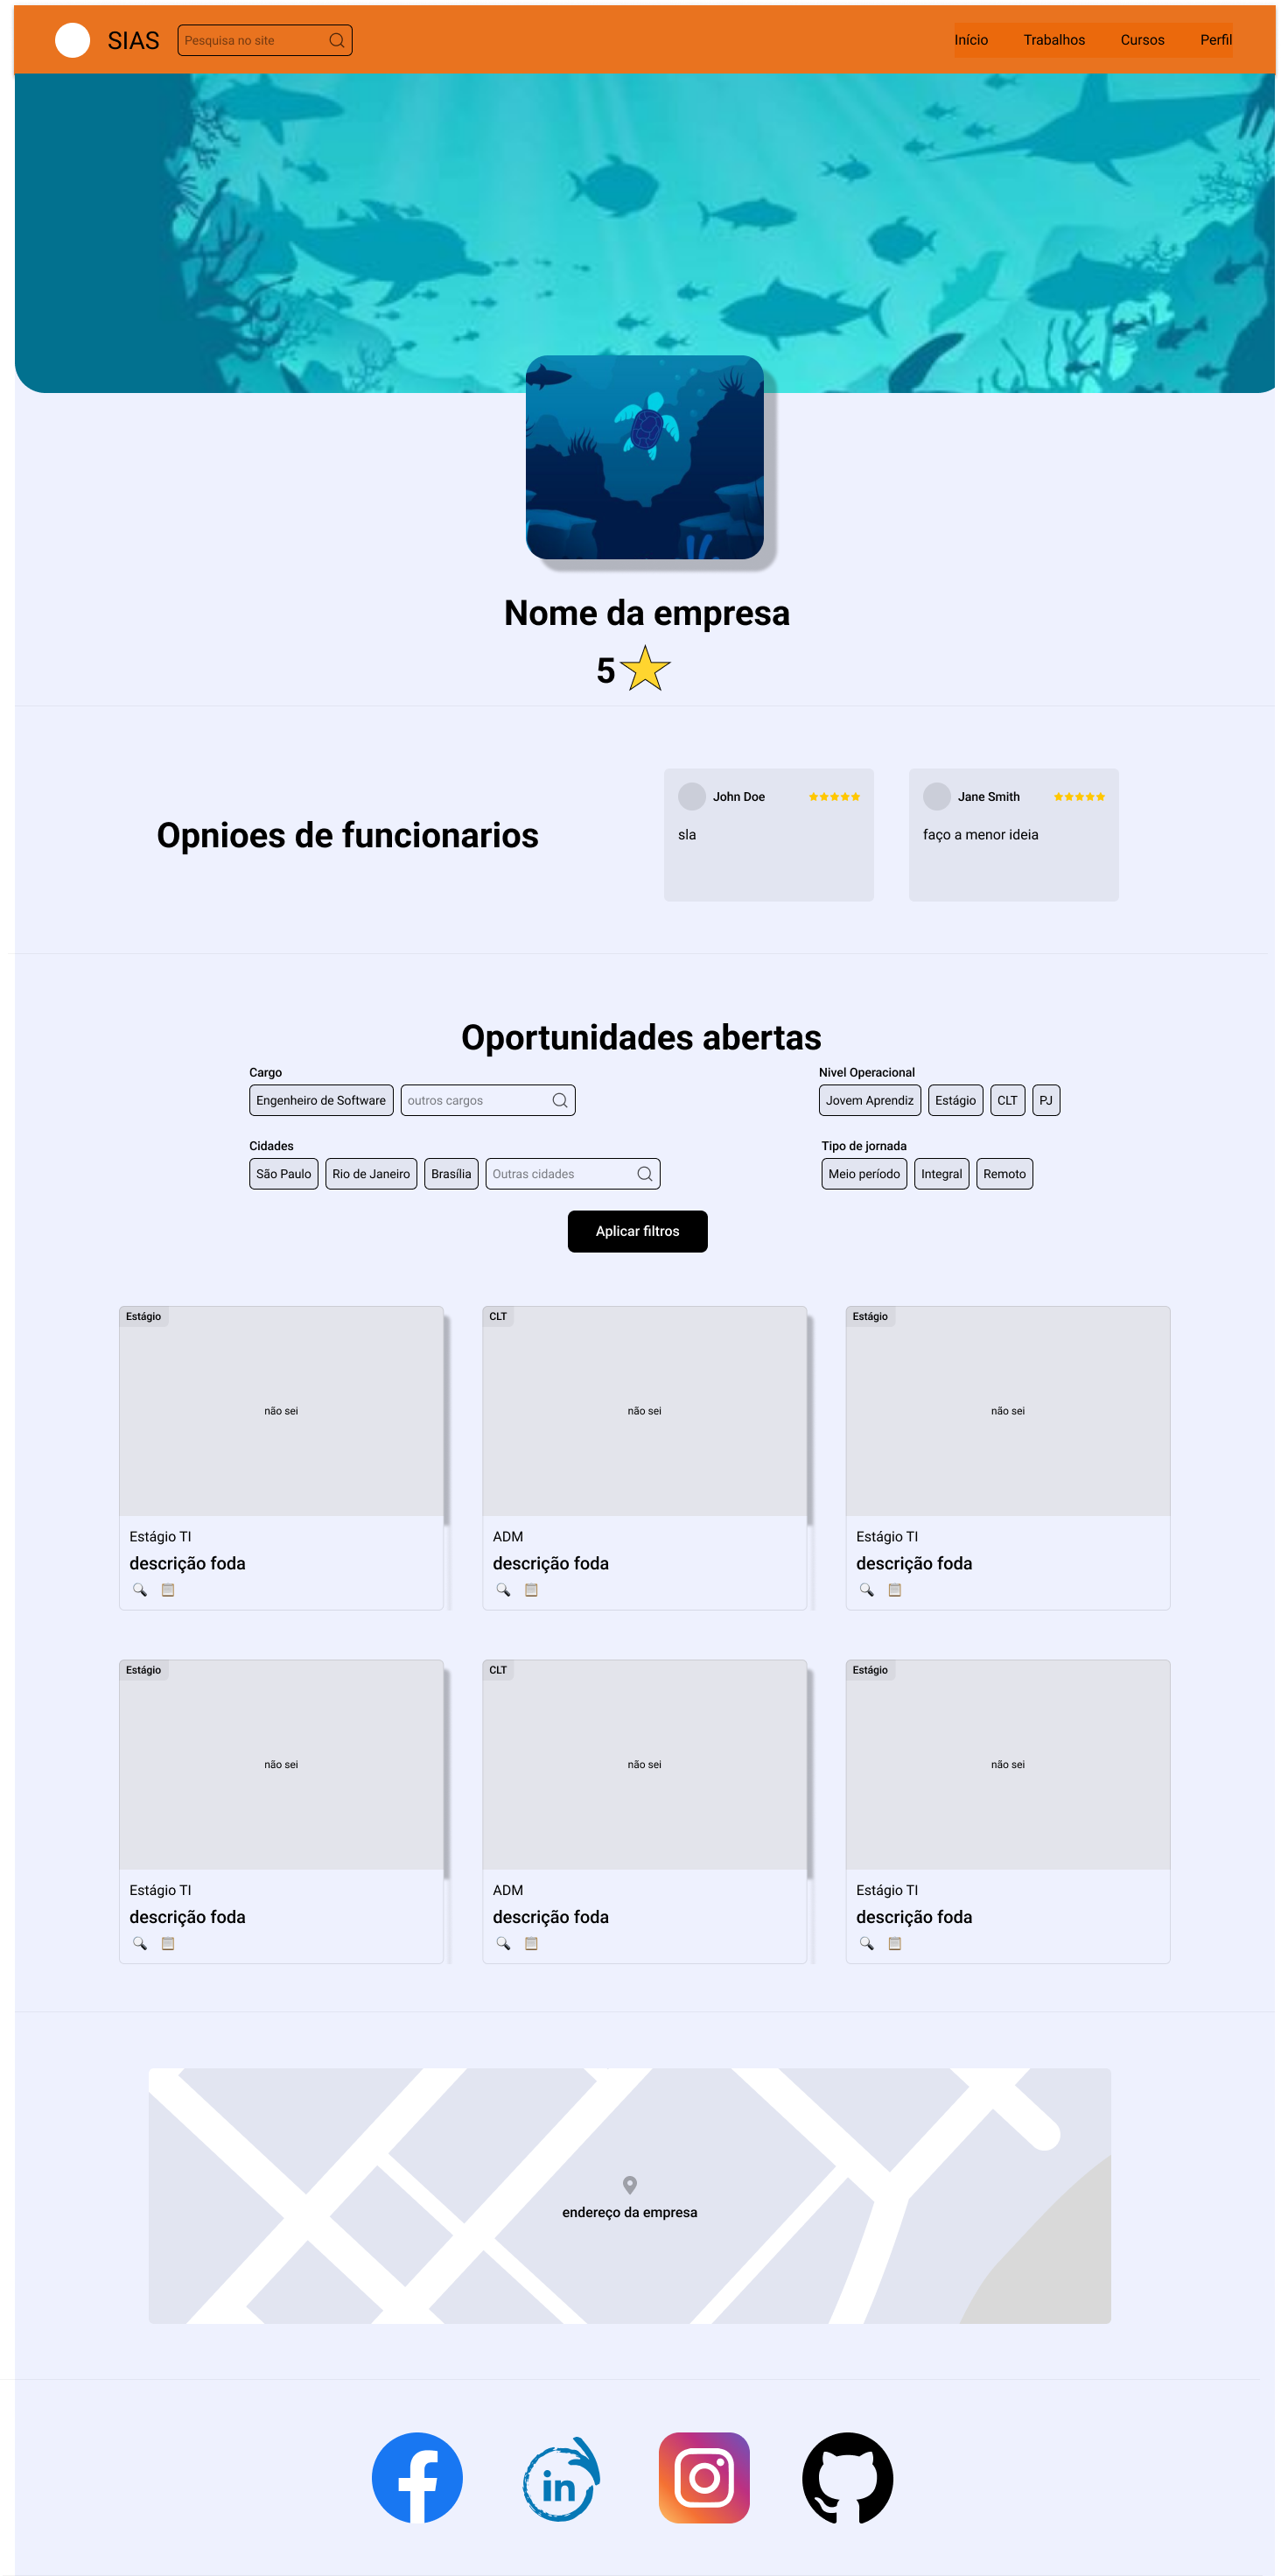 SIAS
Pesquisa no site
Início Trabalhos Cursos Perfil
Nome da empresa
5
Opnioes de funcionarios
John Doe
sla
Jane Smith
faço a menor ideia
Oportunidades abertas
Cargo
Engenheiro de Software outros cargos
Nivel Operacional
Jovem Aprendiz Estágio CLT PJ
Cidades
São Paulo Rio de Janeiro Brasília Outras cidades
Tipo de jornada
Meio período Integral Remoto
Aplicar filtros
Estágio
não sei
Estágio TI
descrição foda
CLT
não sei
ADM
descrição foda
Estágio
não sei
Estágio TI
descrição foda
Estágio
não sei
Estágio TI
descrição foda
CLT
não sei
ADM
descrição foda
Estágio
não sei
Estágio TI
descrição foda
endereço da empresa
in